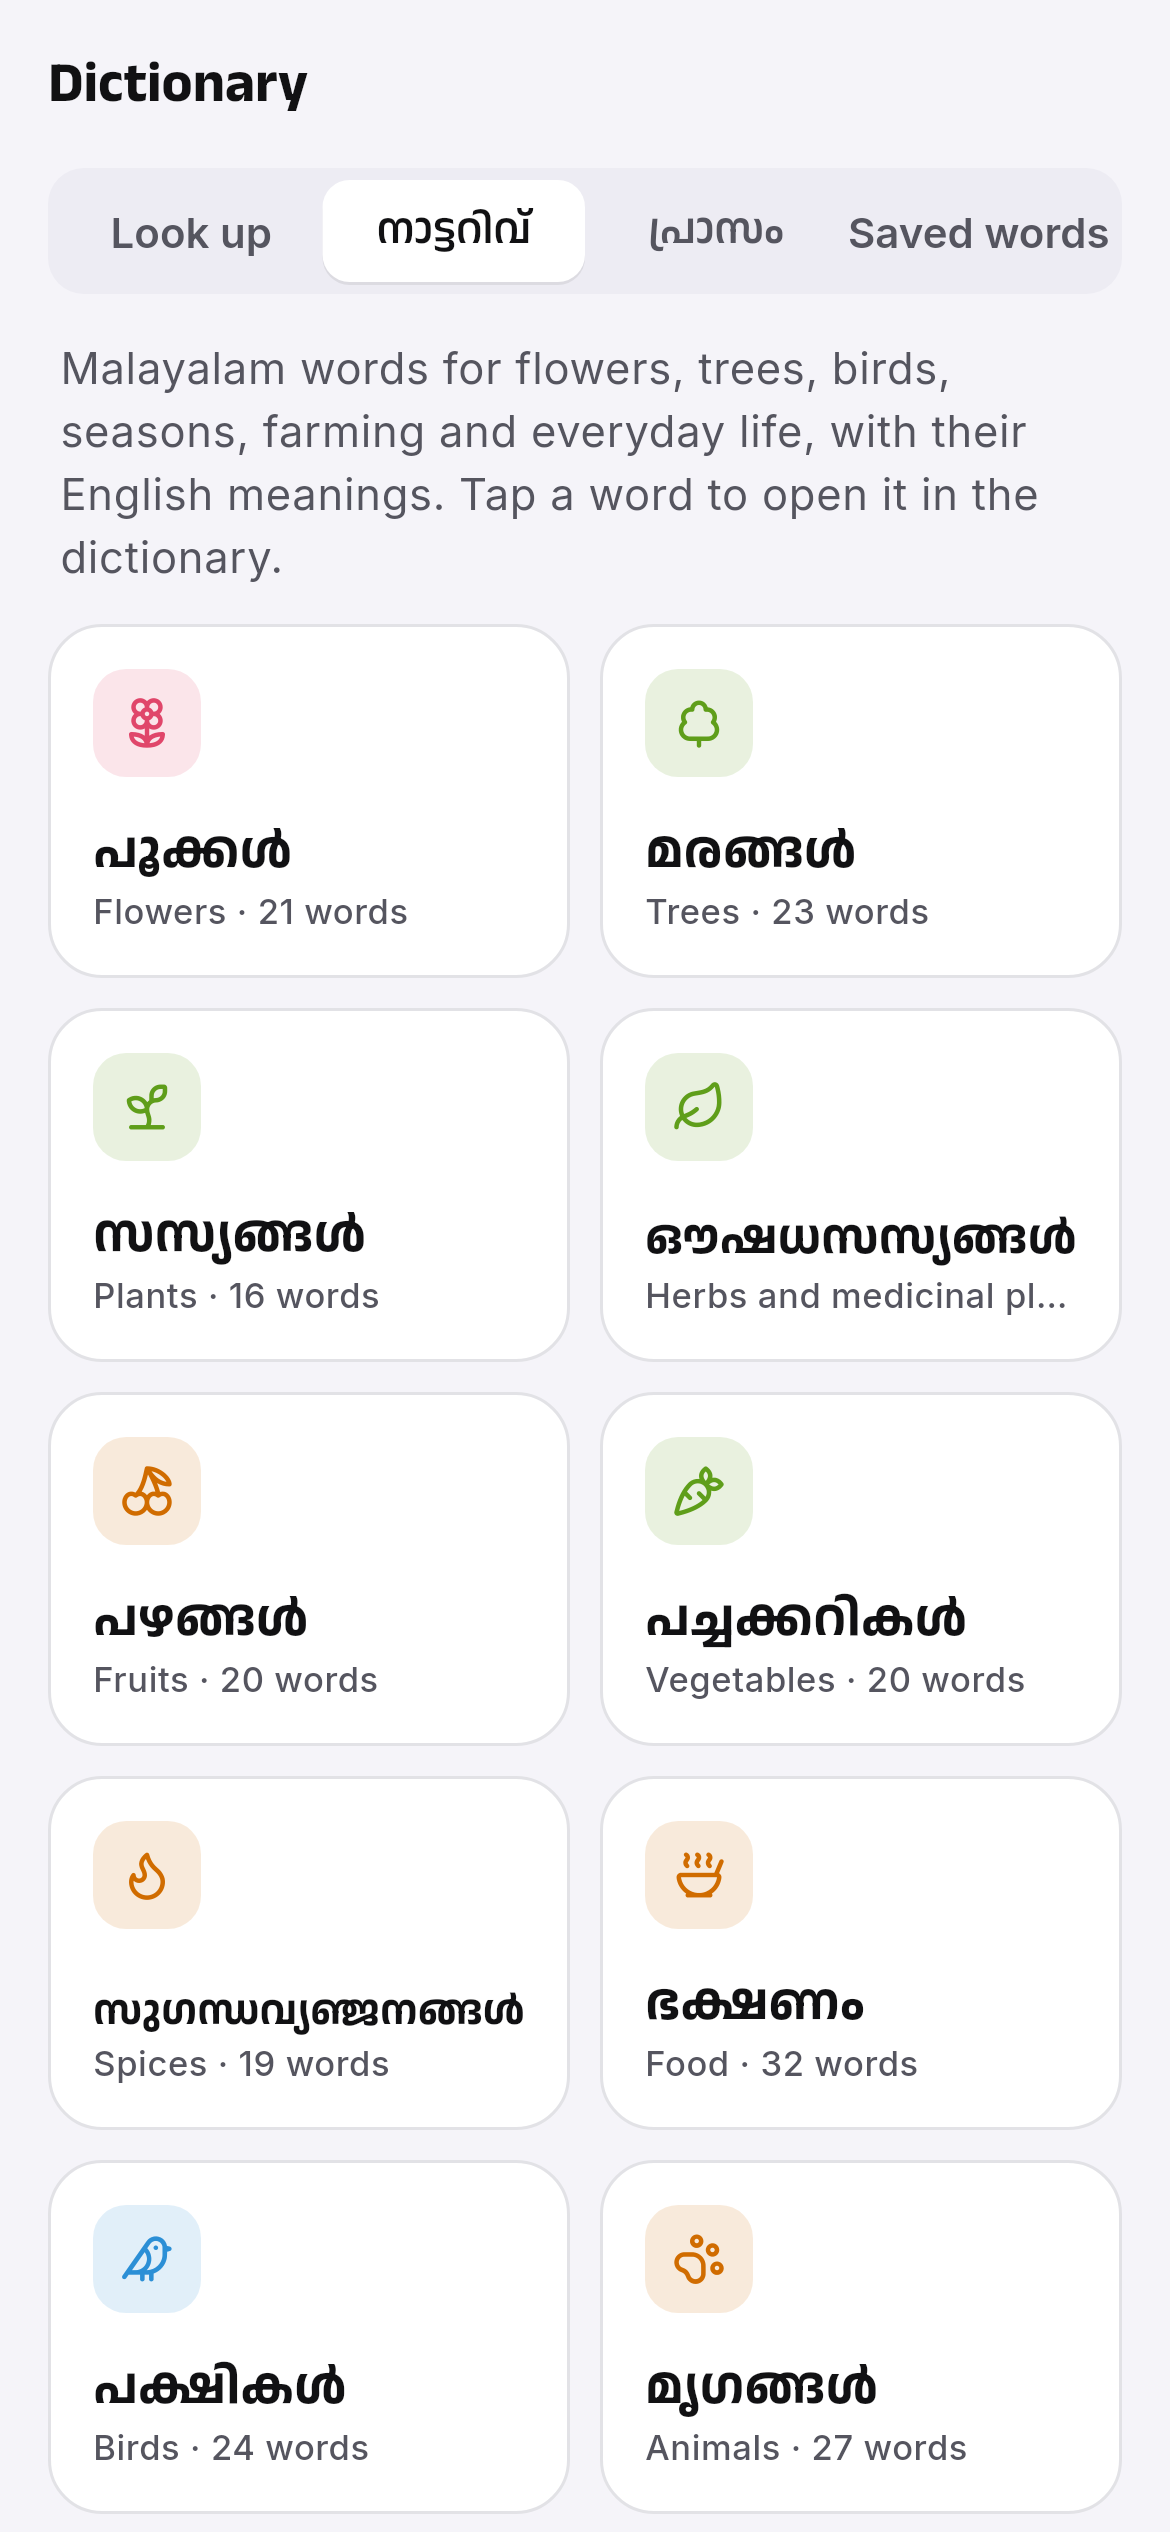 Dictionary
Look up
നാട്ടറിവ്
പ്രാസം
Saved words
Malayalam words for flowers, trees, birds,
seasons, farming and everyday life, with their
English meanings. Tap a word to open it in the
dictionary.
പൂക്കൾ
Flowers · 21 words
മരങ്ങൾ
Trees · 23 words
സസ്യങ്ങൾ
Plants · 16 words
ഔഷധസസ്യങ്ങൾ
Herbs and medicinal pl...
പഴങ്ങൾ
Fruits · 20 words
പച്ചക്കറികൾ
Vegetables · 20 words
സുഗന്ധവ്യഞ്ജനങ്ങൾ
Spices · 19 words
ഭക്ഷണം
Food · 32 words
പക്ഷികൾ
Birds · 24 words
മൃഗങ്ങൾ
Animals · 27 words